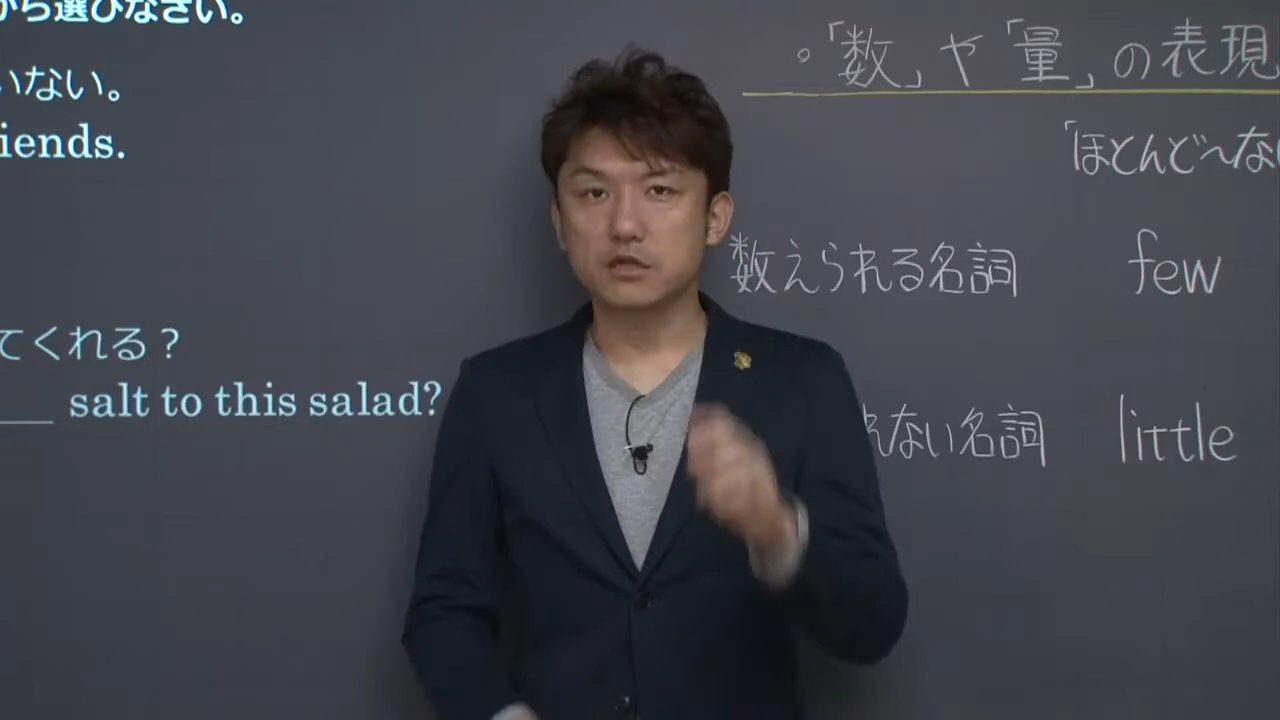 から選びなさい。
いない。
iends.
てくれる？
____ salt to this salad?
。「数」や「量」の表現
「ほとんど〜ない
数えられる名詞 few
れない名詞 little